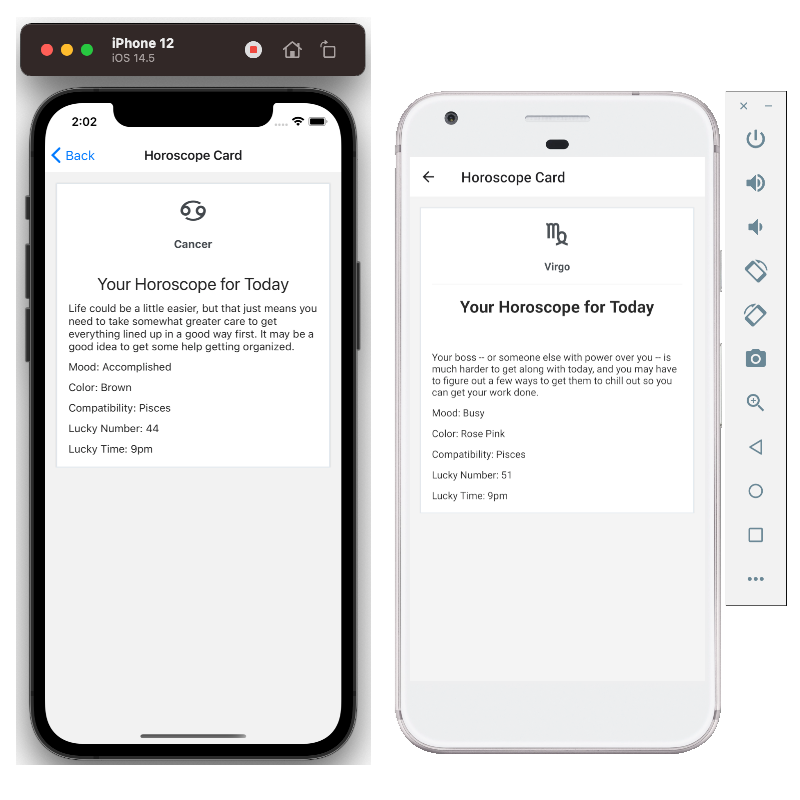 iPhone 12
iOS 14.5
2:02
Back
Horoscope Card
Cancer
Your Horoscope for Today
Life could be a little easier, but that just means you
need to take somewhat greater care to get
everything lined up in a good way first. It may be a
good idea to get some help getting organized.
Mood: Accomplished
Color: Brown
Compatibility: Pisces
Lucky Number: 44
Lucky Time: 9pm
Horoscope Card
Virgo
Your Horoscope for Today
Your boss -- or someone else with power over you -- is
much harder to get along with today, and you may have
to figure out a few ways to get them to chill out so you
can get your work done.
Mood: Busy
Color: Rose Pink
Compatibility: Pisces
Lucky Number: 51
Lucky Time: 9pm